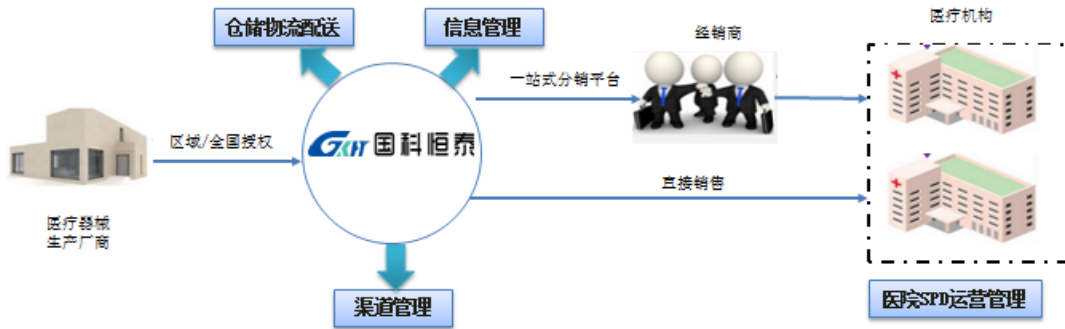 仓储物流配送
信息管理
经销商
医疗机构
一站式分销平台
区域/全国授权
GKHT 国科恒泰
直接销售
医疗器械
生产厂商
渠道管理
医院SPD运营管理